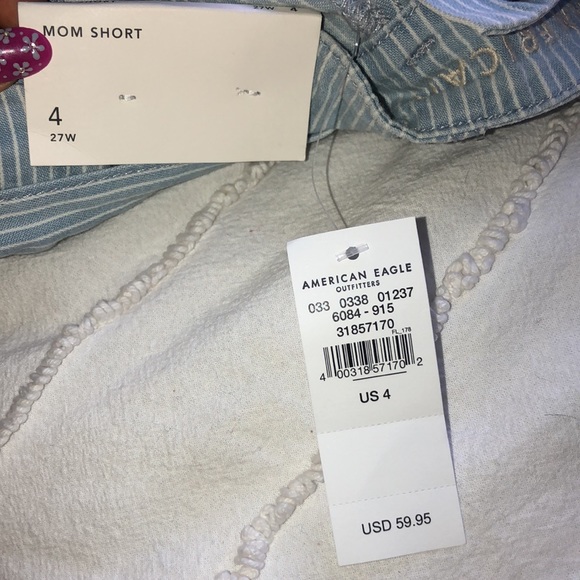 MOM SHORT
4
27W
AMERICAN EAGLE
OUTFITTERS
033 0338 01237
6084 - 915
31857170
FL_178
4 00318 57170 2
US 4
USD 59.95